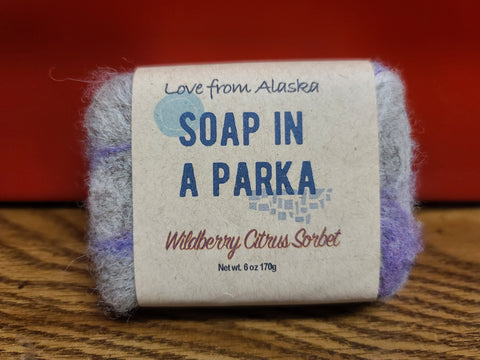 Love from Alaska
SOAP IN
A PARKA
Wildberry Citrus Sorbet
Net wt. 6 oz 170g